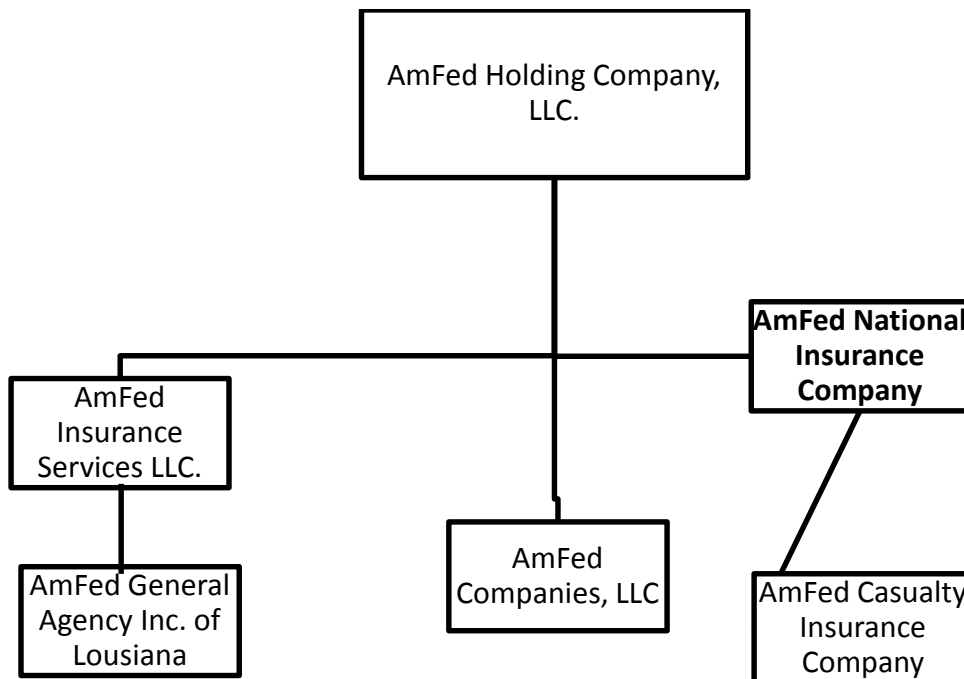 AmFed Holding Company,
LLC.
AmFed National
Insurance
Company
AmFed
Insurance
Services LLC.
AmFed
Companies, LLC
AmFed General
Agency Inc. of
Lousiana
AmFed Casualty
Insurance
Company